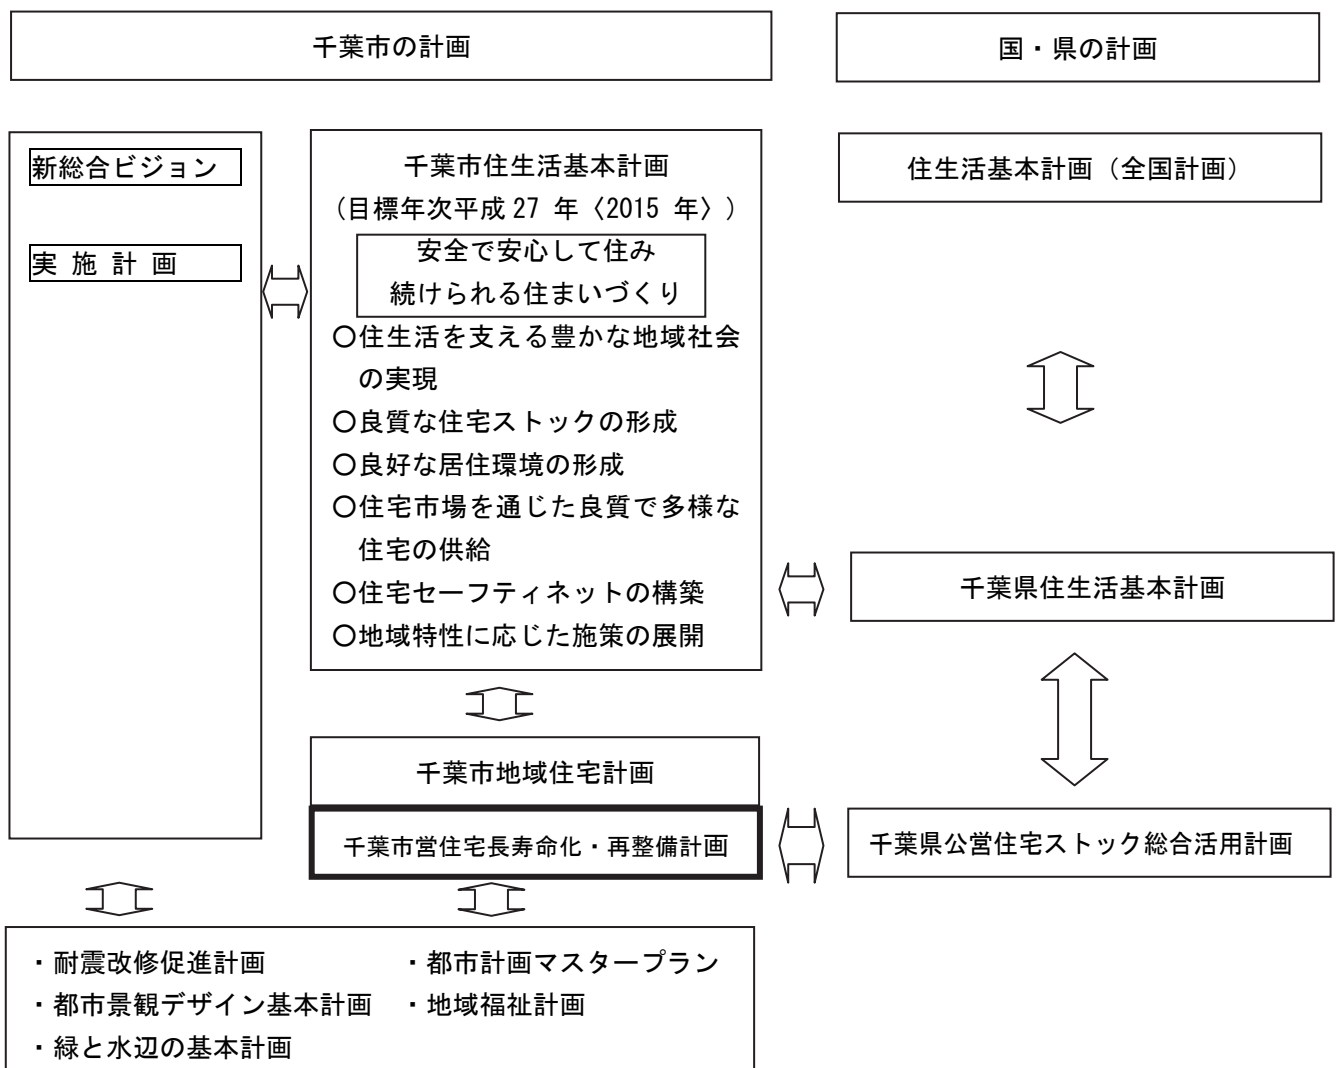 千葉市の計画
国・県の計画
新総合ビジョン
実 施 計 画
千葉市住生活基本計画
(目標年次平成 27 年〈2015 年〉)
安全で安心して住み
続けられる住まいづくり
○住生活を支える豊かな地域社会
の実現
○良質な住宅ストックの形成
○良好な居住環境の形成
○住宅市場を通じた良質で多様な
住宅の供給
○住宅セーフティネットの構築
○地域特性に応じた施策の展開
住生活基本計画(全国計画)
千葉県住生活基本計画
千葉市地域住宅計画
千葉市営住宅長寿命化・再整備計画
千葉県公営住宅ストック総合活用計画
・耐震改修促進計画
・都市計画マスタープラン
・都市景観デザイン基本計画
・地域福祉計画
・緑と水辺の基本計画